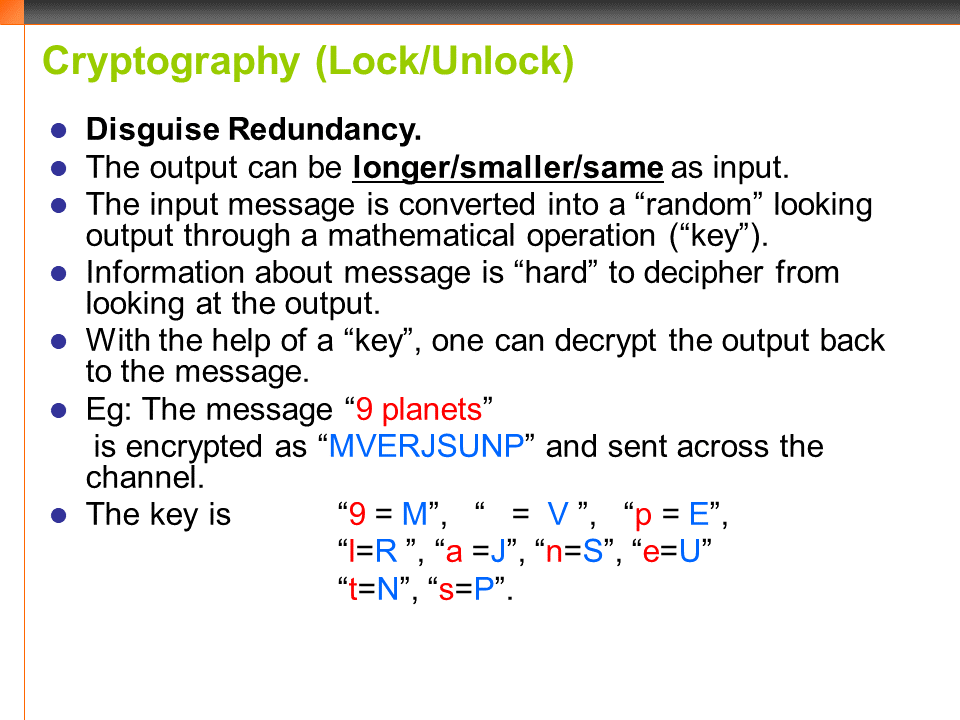 Cryptography (Lock/Unlock)
Disguise Redundancy.
The output can be longer/smaller/same as input.
The input message is converted into a “random” looking
output through a mathematical operation (“key”).
Information about message is “hard” to decipher from
looking at the output.
With the help of a “key”, one can decrypt the output back
to the message.
Eg: The message “9 planets”
is encrypted as “MVERJSUNP” and sent across the
channel.
The key is “9 = M”, “ = V ”, “p = E”,
“l=R ”, “a =J”, “n=S”, “e=U”
“t=N”, “s=P”.